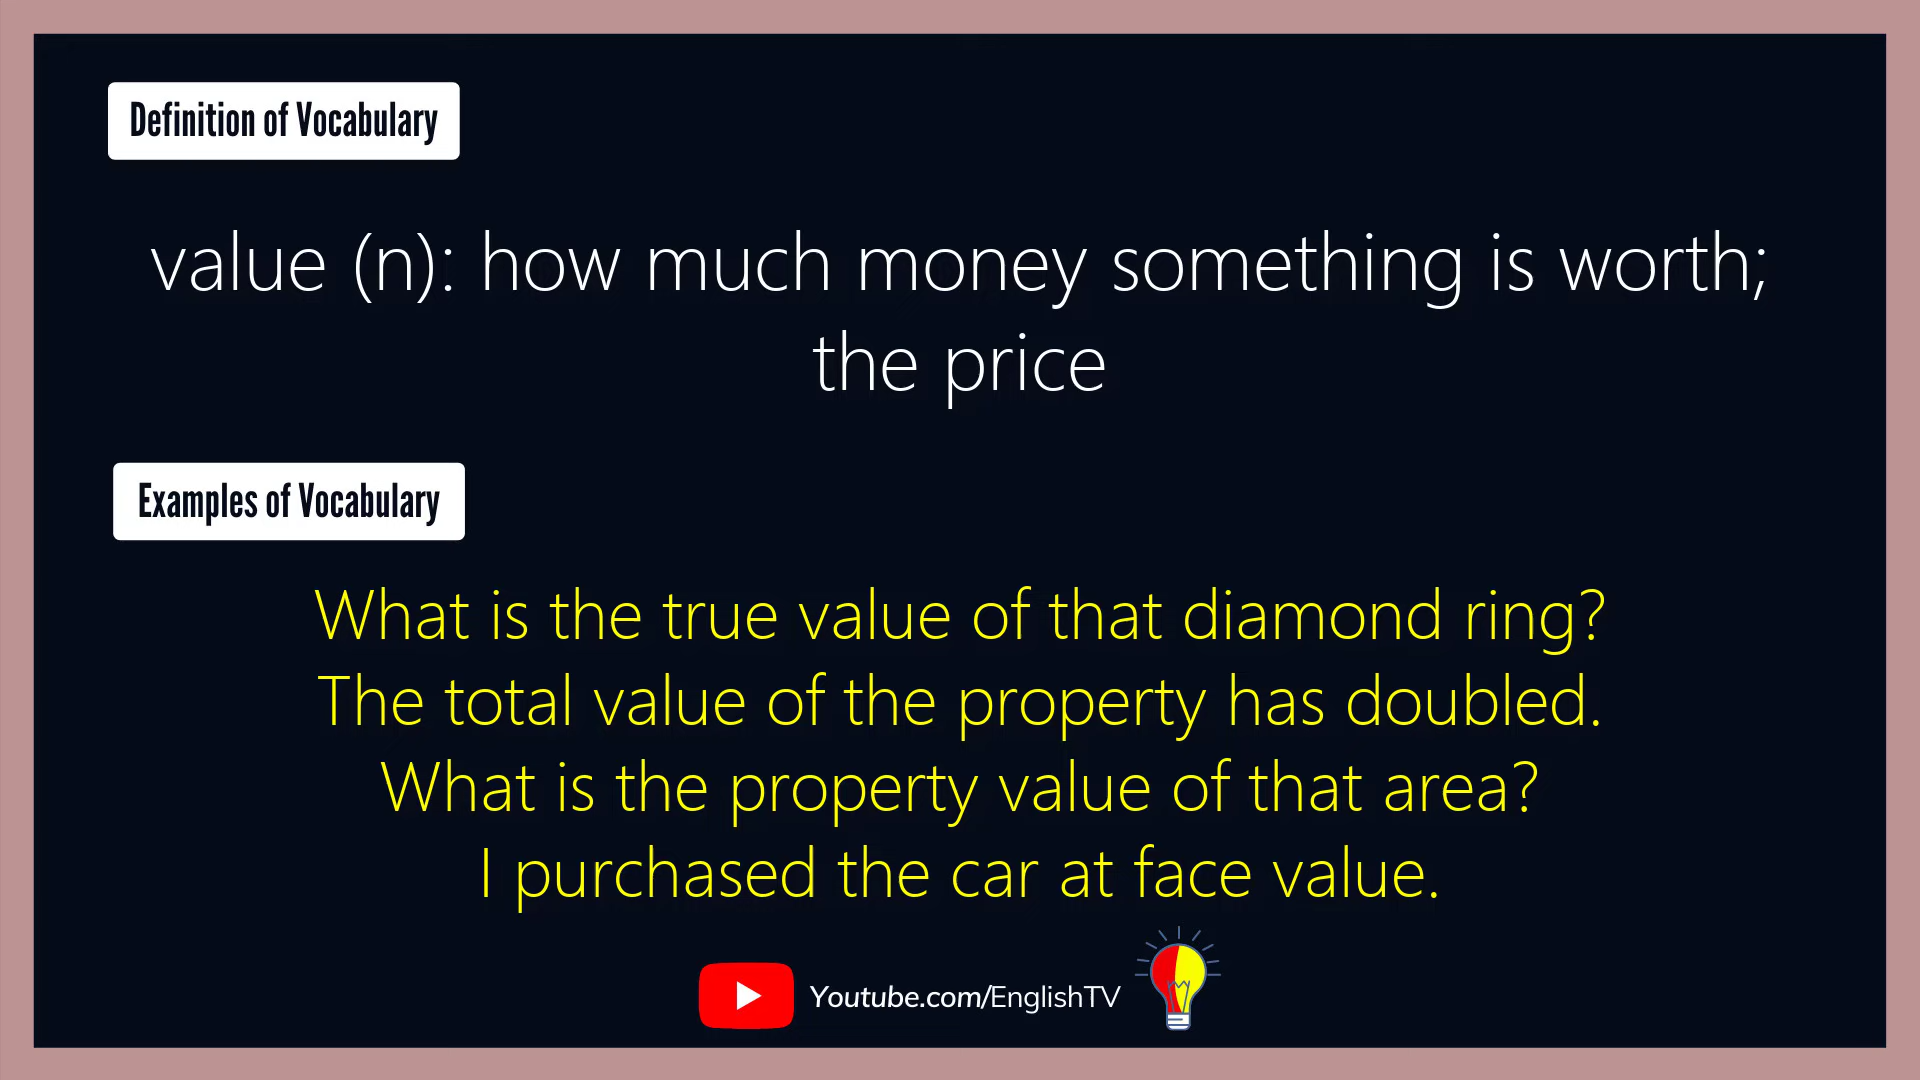 Definition of Vocabulary
value (n): how much money something is worth;
the price
Examples of Vocabulary
What is the true value of that diamond ring?
The total value of the property has doubled.
What is the property value of that area?
I purchased the car at face value.
Youtube.com/EnglishTV